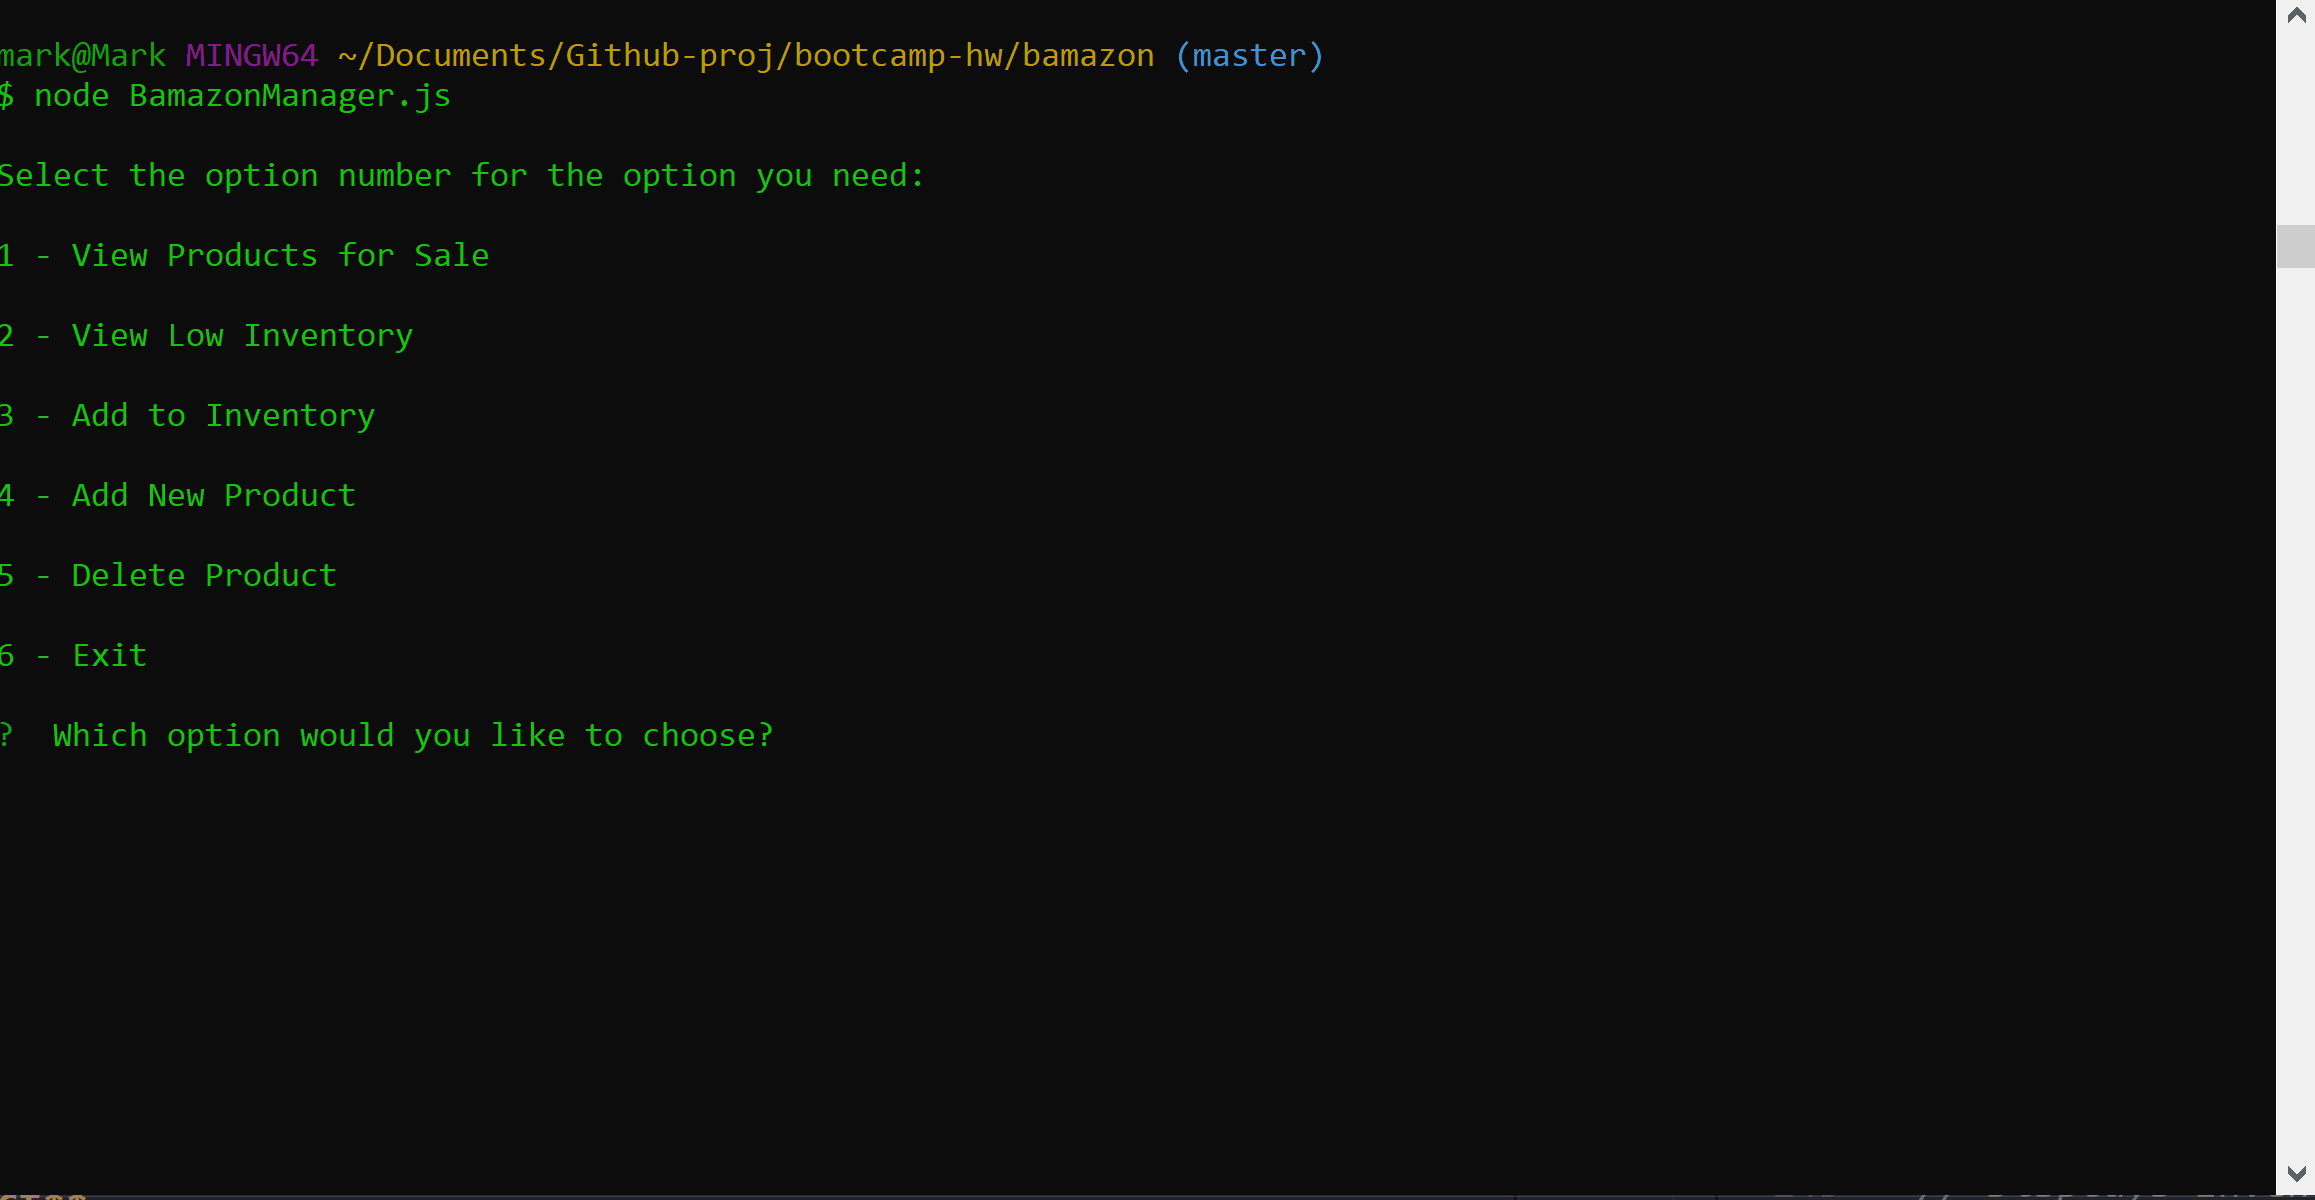 mark@Mark MINGW64 ~/Documents/Github-proj/bootcamp-hw/bamazon (master)
$ node BamazonManager.js
Select the option number for the option you need:
1 - View Products for Sale
2 - View Low Inventory
3 - Add to Inventory
4 - Add New Product
5 - Delete Product
6 - Exit
?  Which option would you like to choose?